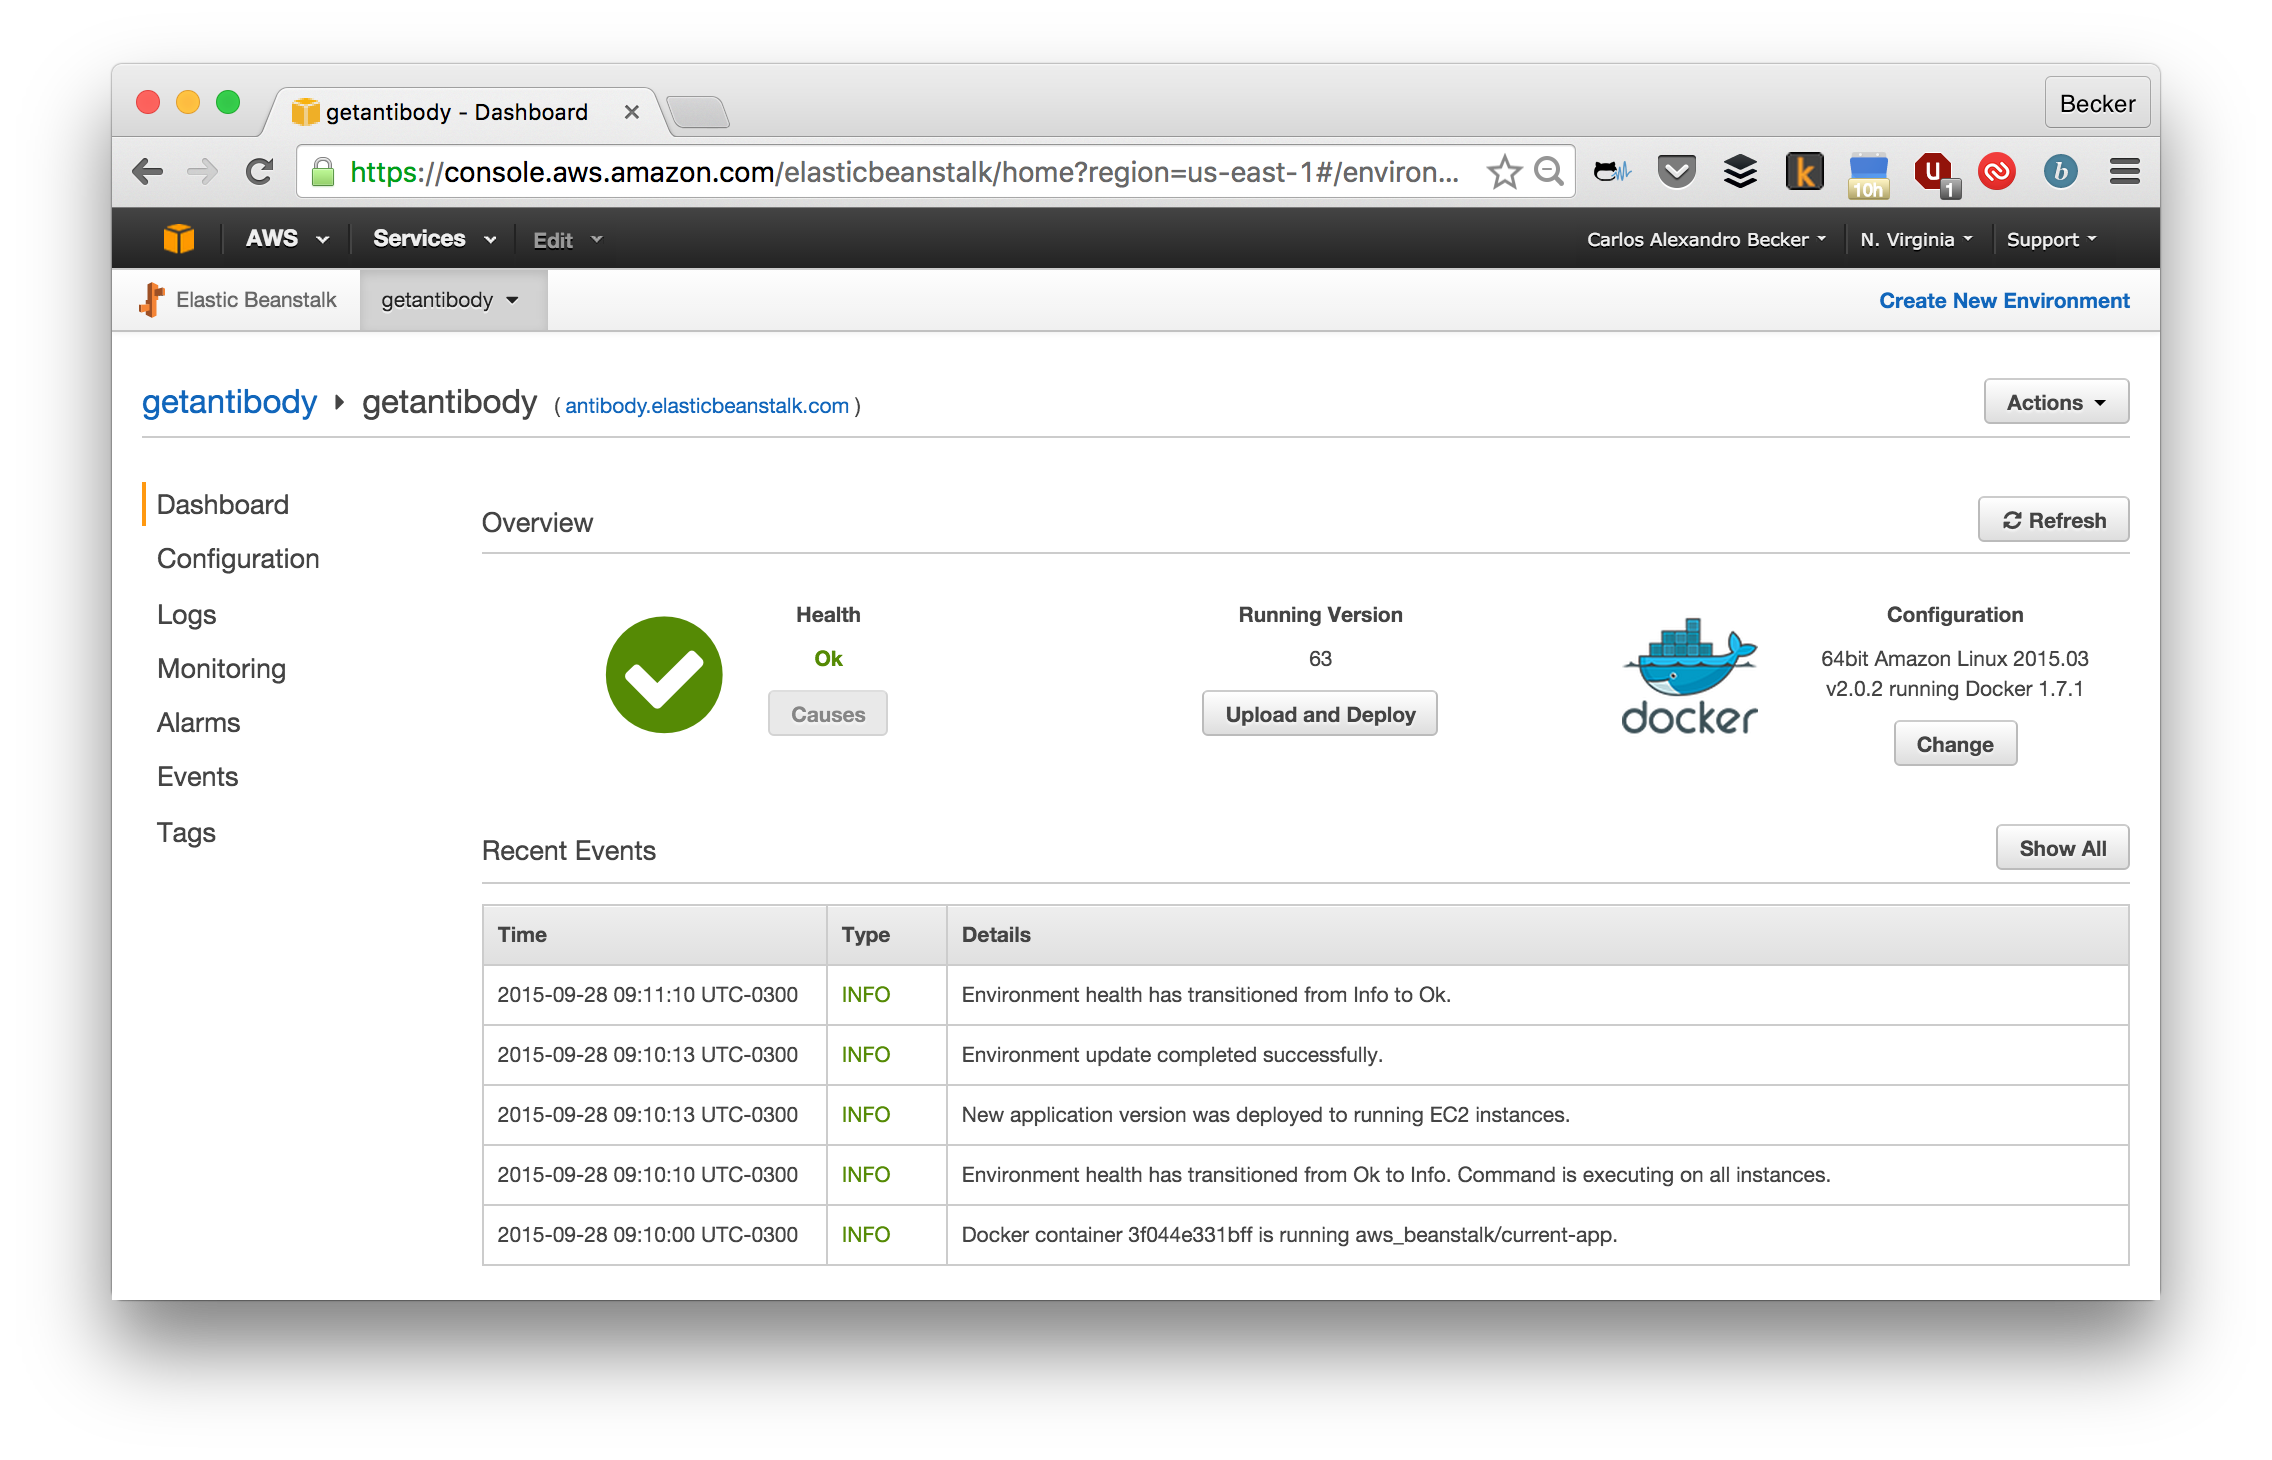 getantibody - Dashboard
Becker
https://console.aws.amazon.com/elasticbeanstalk/home?region=us-east-1#/environ...
k
10h
U
1
b
AWS Services Edit Carlos Alexandro Becker N. Virginia Support
Elastic Beanstalk getantibody Create New Environment
getantibody getantibody ( antibody.elasticbeanstalk.com )
Actions
Dashboard
Configuration
Logs
Monitoring
Alarms
Events
Tags
Overview
Refresh
Health
Ok
Causes
Running Version
63
Upload and Deploy
docker
Configuration
64bit Amazon Linux 2015.03
v2.0.2 running Docker 1.7.1
Change
Recent Events
Show All
Time Type Details
2015-09-28 09:11:10 UTC-0300 INFO Environment health has transitioned from Info to Ok.
2015-09-28 09:10:13 UTC-0300 INFO Environment update completed successfully.
2015-09-28 09:10:13 UTC-0300 INFO New application version was deployed to running EC2 instances.
2015-09-28 09:10:10 UTC-0300 INFO Environment health has transitioned from Ok to Info. Command is executing on all instances.
2015-09-28 09:10:00 UTC-0300 INFO Docker container 3f044e331bff is running aws_beanstalk/current-app.